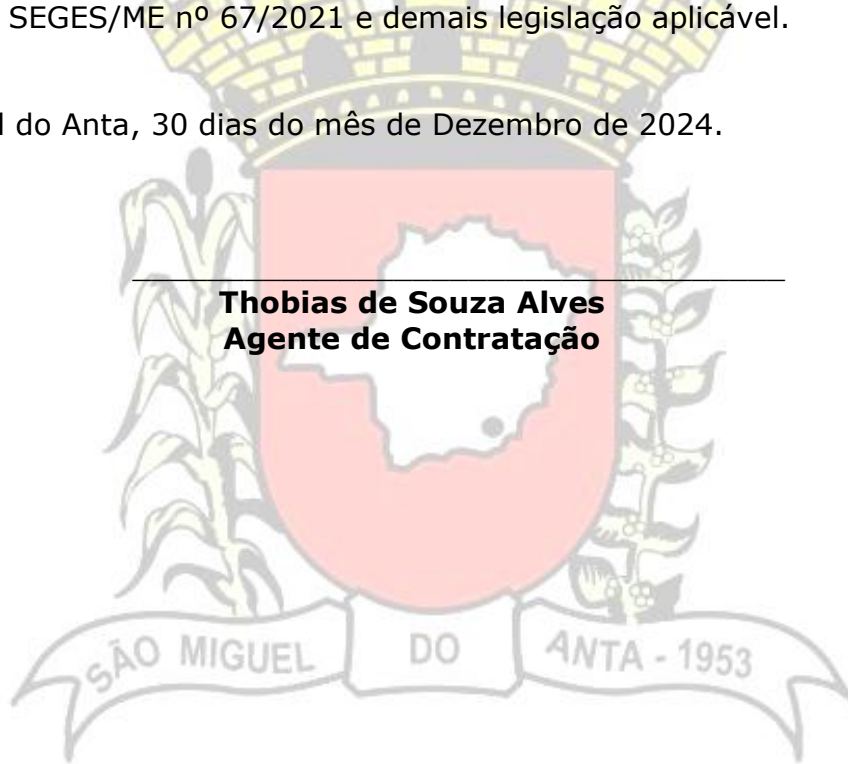 SEGES/ME nº 67/2021 e demais legislação aplicável.
l do Anta, 30 dias do mês de Dezembro de 2024.
Thobias de Souza Alves
Agente de Contratação
SÃO MIGUEL DO ANTA - 1953